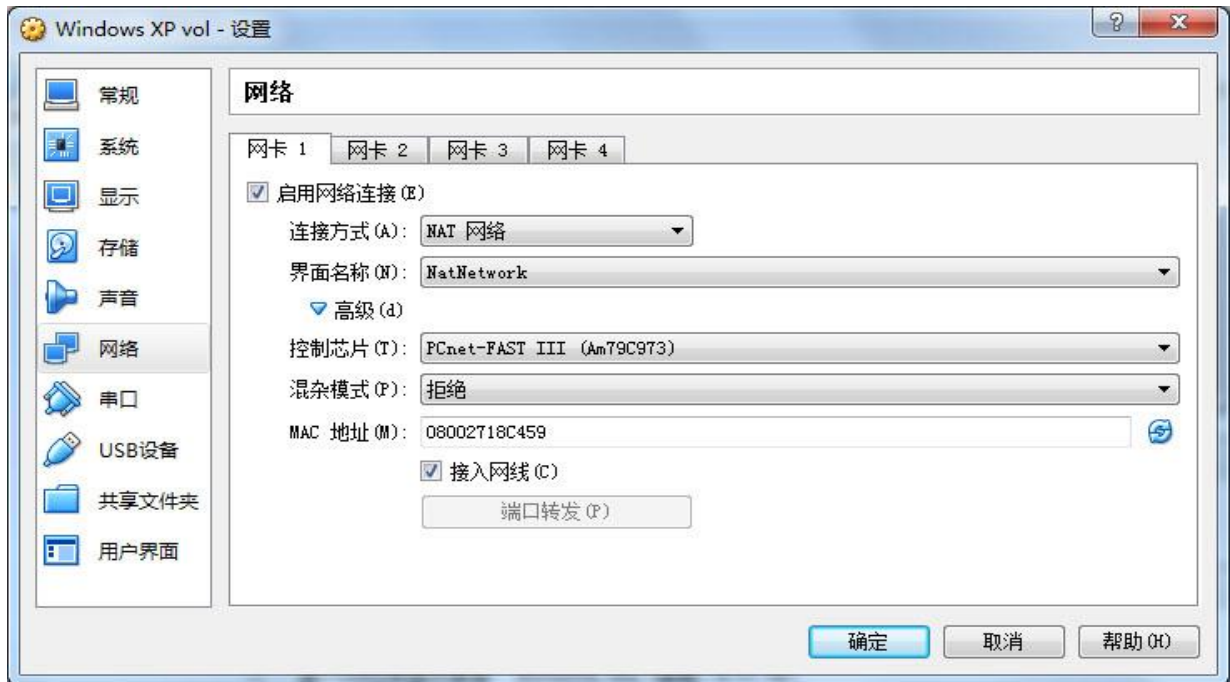 Windows XP vol - 设置
常规
系统
显示
存储
声音
网络
串口
USB设备
共享文件夹
用户界面
网络
网卡 1 网卡 2 网卡 3 网卡 4
启用网络连接(E)
连接方式(A): NAT 网络
界面名称(N): NatNetwork
高级(d)
控制芯片(T): PCnet-FAST III (Am79C973)
混杂模式(P): 拒绝
MAC 地址(M): 08002718C459
接入网线(C)
端口转发(P)
确定 取消 帮助(H)